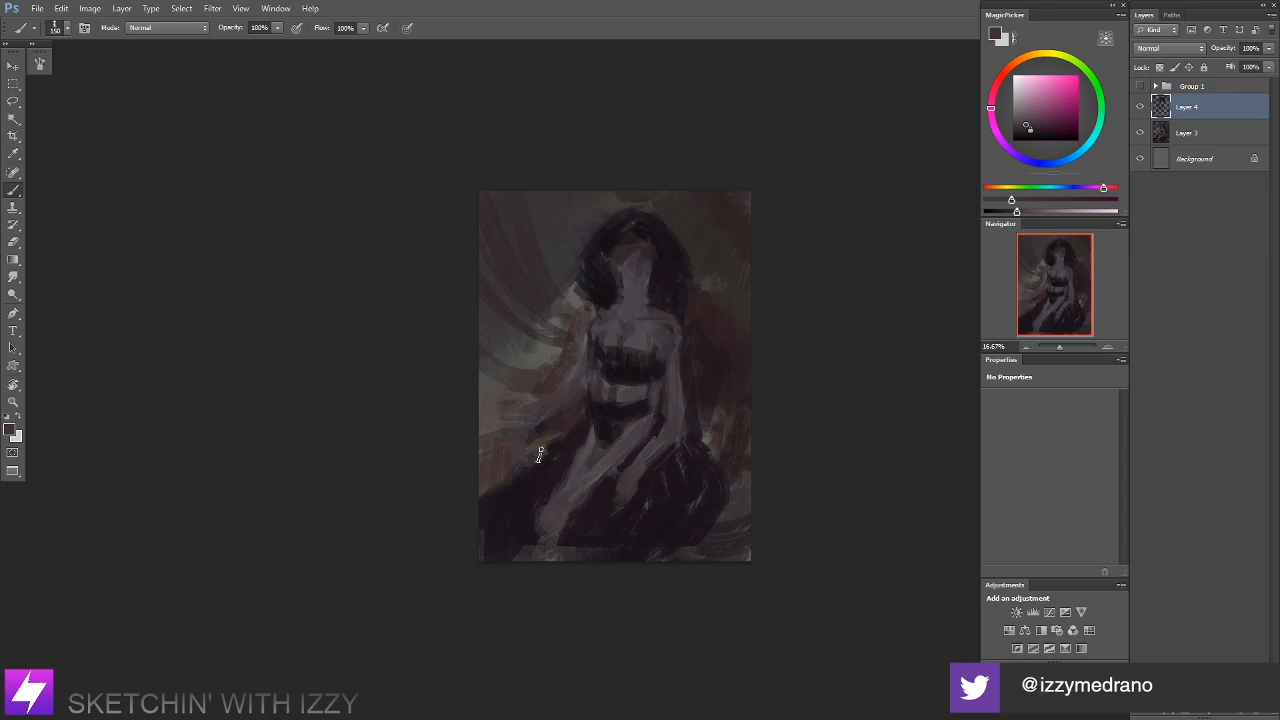 Ps File Edit Image Layer Type Select Filter View Window Help
150 Mode: Normal Opacity: 100% Flow: 100%
MagicPicker
Navigator
16.67%
Properties
No Properties
Adjustments
Add an adjustment
Layers Paths
Kind
Normal Opacity: 100%
Lock: Fill: 100%
Group 1
Layer 4
Layer 3
Background
SKETCHIN' WITH IZZY
@izzymedrano